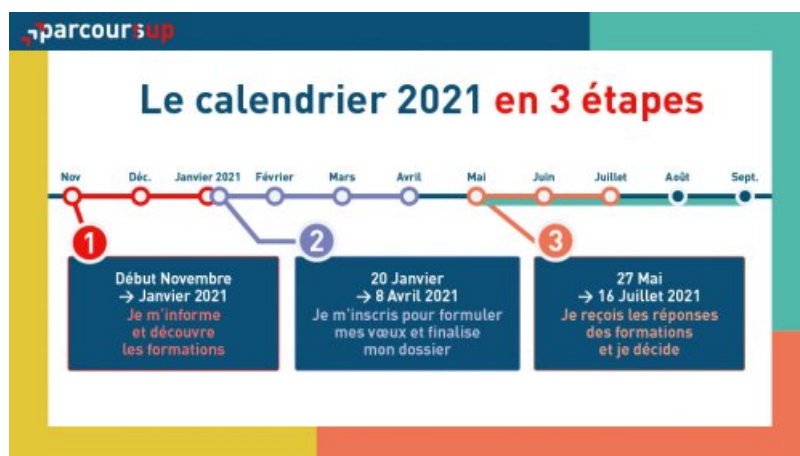 parcoursup
Le calendrier 2021 en 3 étapes
Nov Déc. Janvier 2021 Février Mars Avril Mai Juin Juillet Août Sept.
1
2
3
Début Novembre
→ Janvier 2021
Je m'informe
et découvre
les formations
20 Janvier
→ 8 Avril 2021
Je m'inscris pour formuler
mes vœux et finalise
mon dossier
27 Mai
→ 16 Juillet 2021
Je reçois les réponses
des formations
et je décide